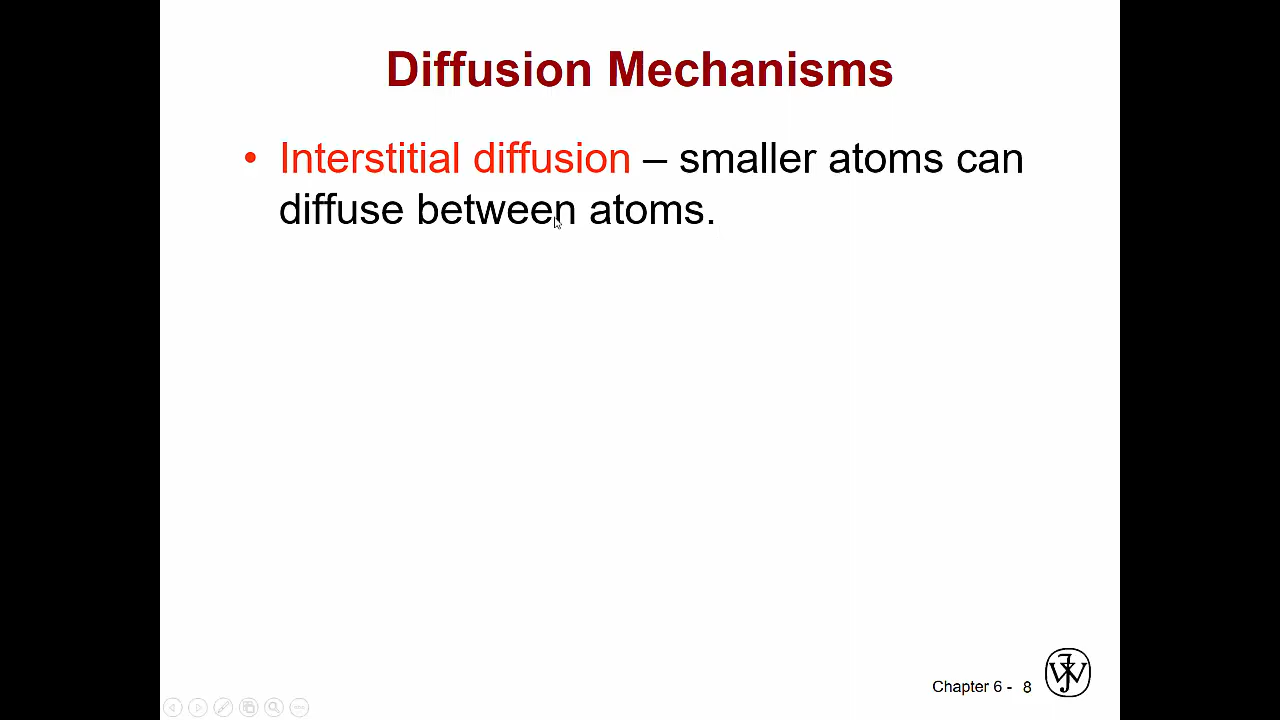 Diffusion Mechanisms
• Interstitial diffusion – smaller atoms can
diffuse between atoms.
Chapter 6 - 8